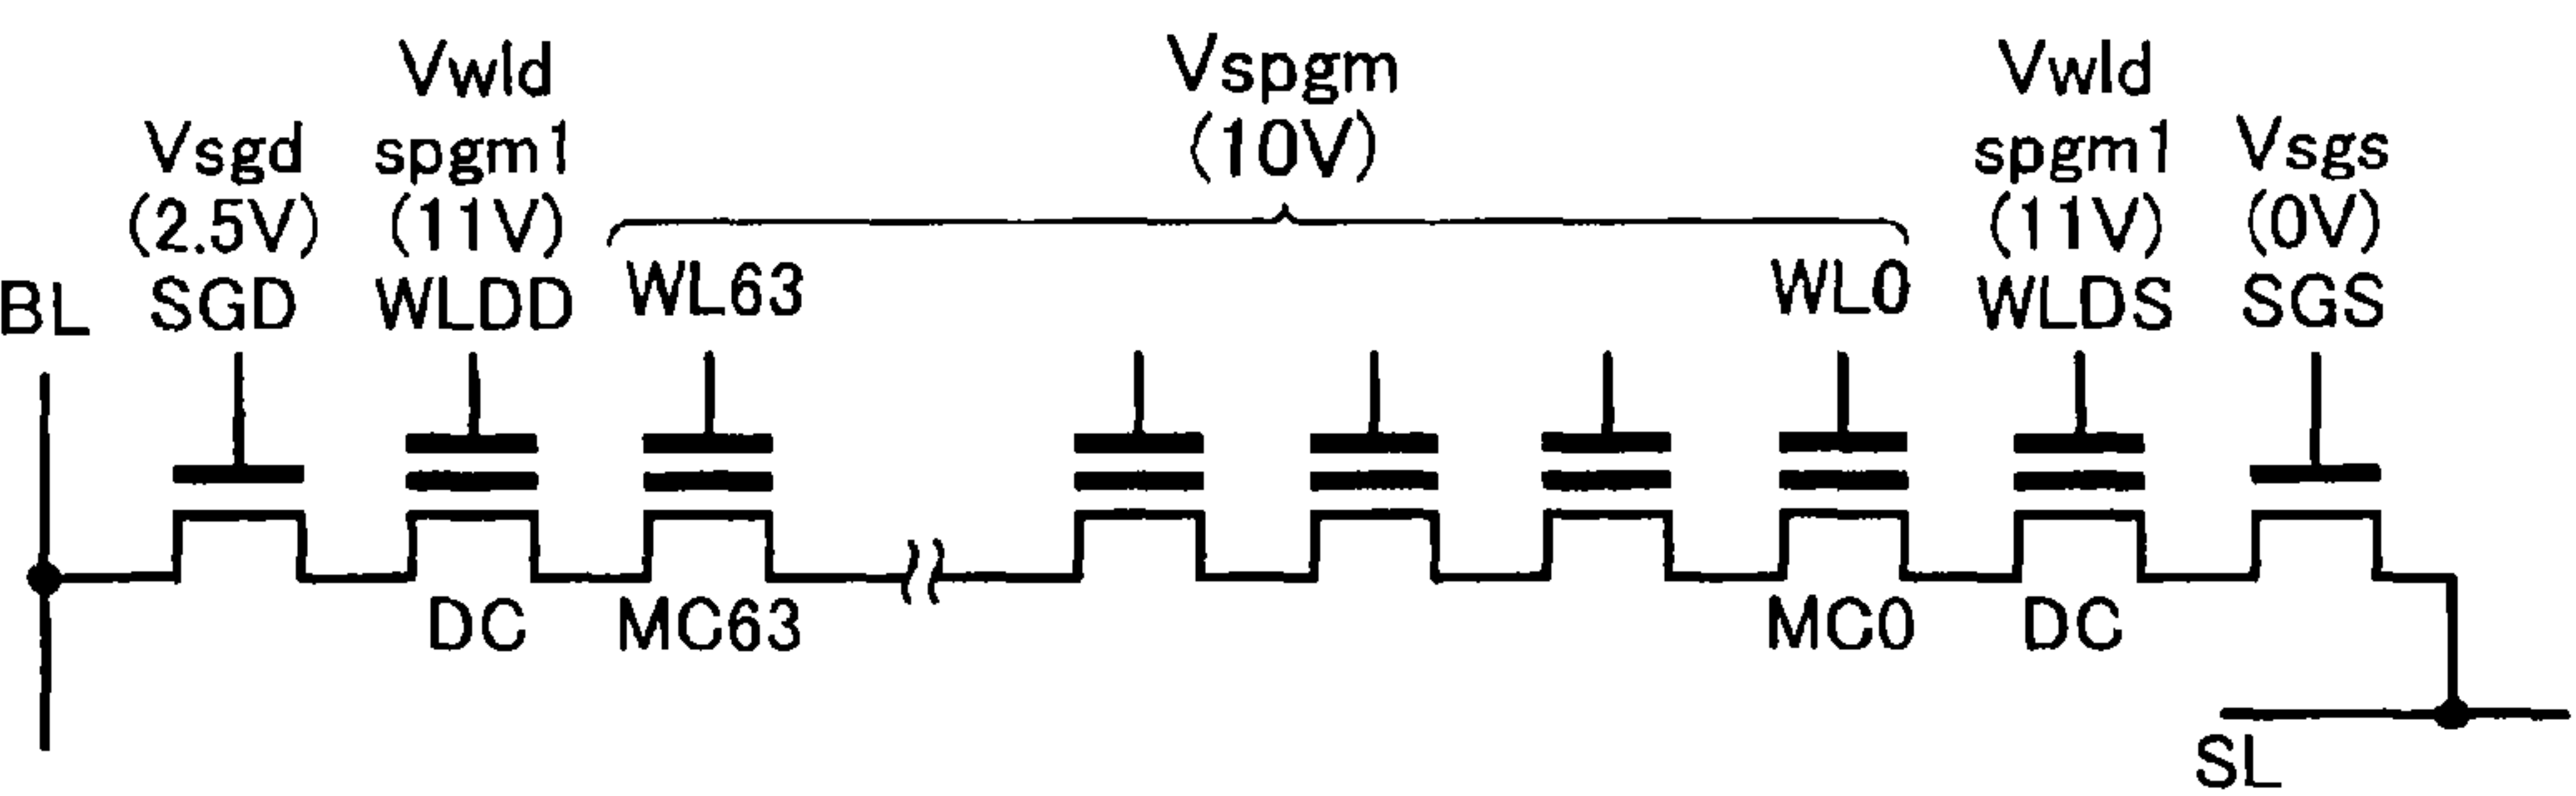 BL
Vsgd
(2.5V)
SGD
Vwld
spgm1
(11V)
WLDD
Vspgm
(10V)
WL63
WL0
Vwld
spgm1
(11V)
WLDS
Vsgs
(0V)
SGS
DC
MC63
MC0
DC
SL